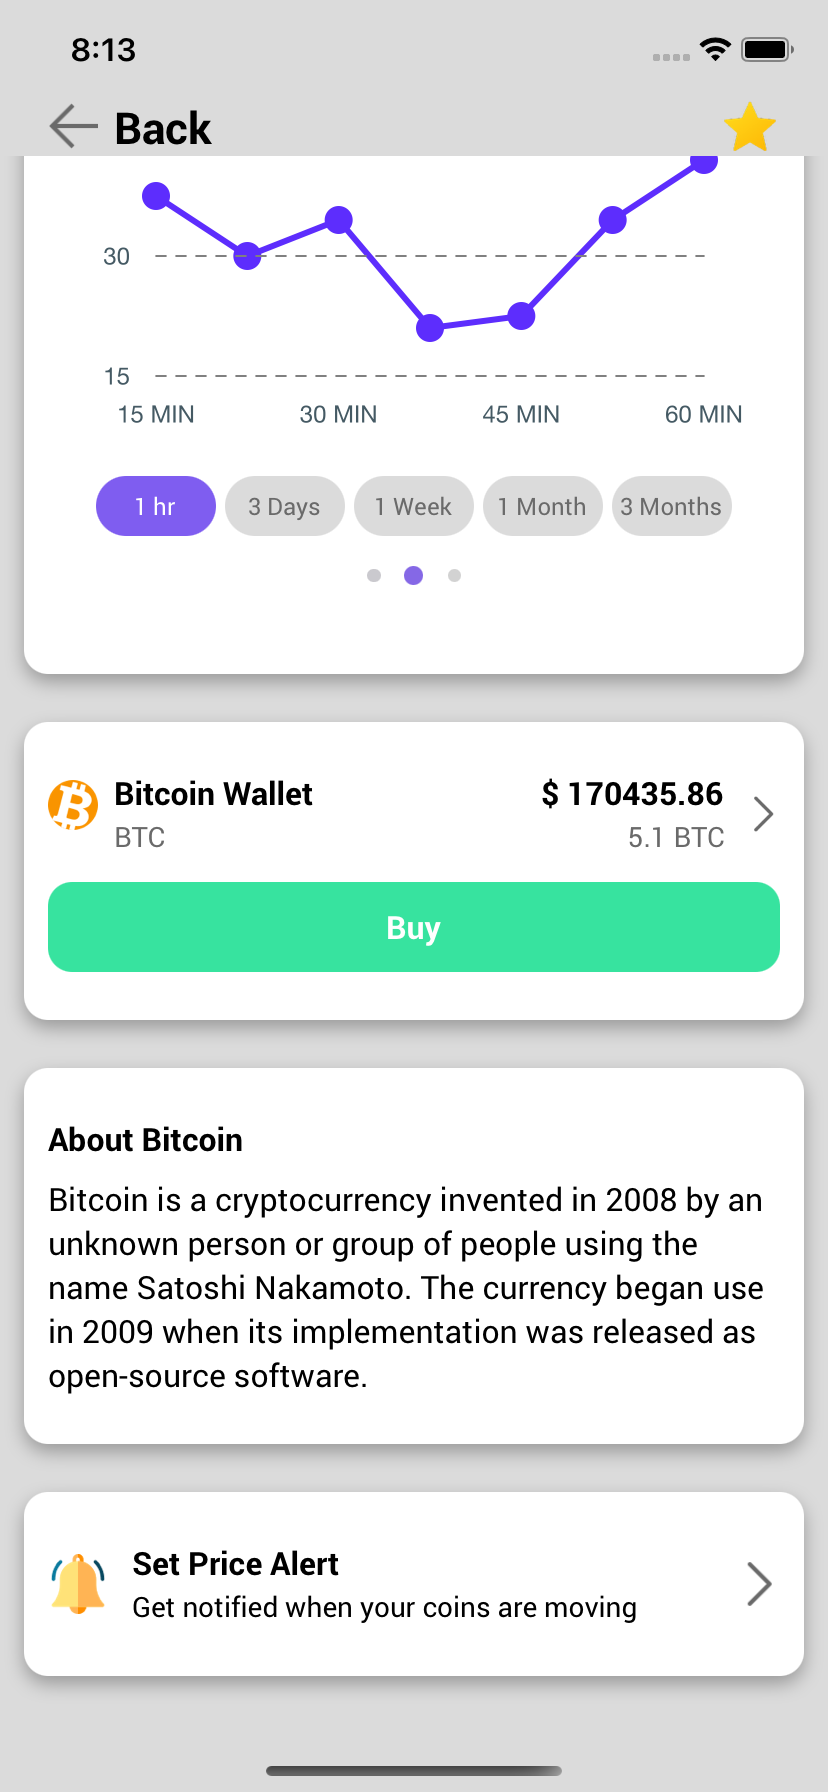 8:13
Back
30
15
15 MIN 30 MIN 45 MIN 60 MIN
1 hr 3 Days 1 Week 1 Month 3 Months
Bitcoin Wallet $ 170435.86
BTC 5.1 BTC
Buy
About Bitcoin
Bitcoin is a cryptocurrency invented in 2008 by an
unknown person or group of people using the
name Satoshi Nakamoto. The currency began use
in 2009 when its implementation was released as
open-source software.
Set Price Alert
Get notified when your coins are moving